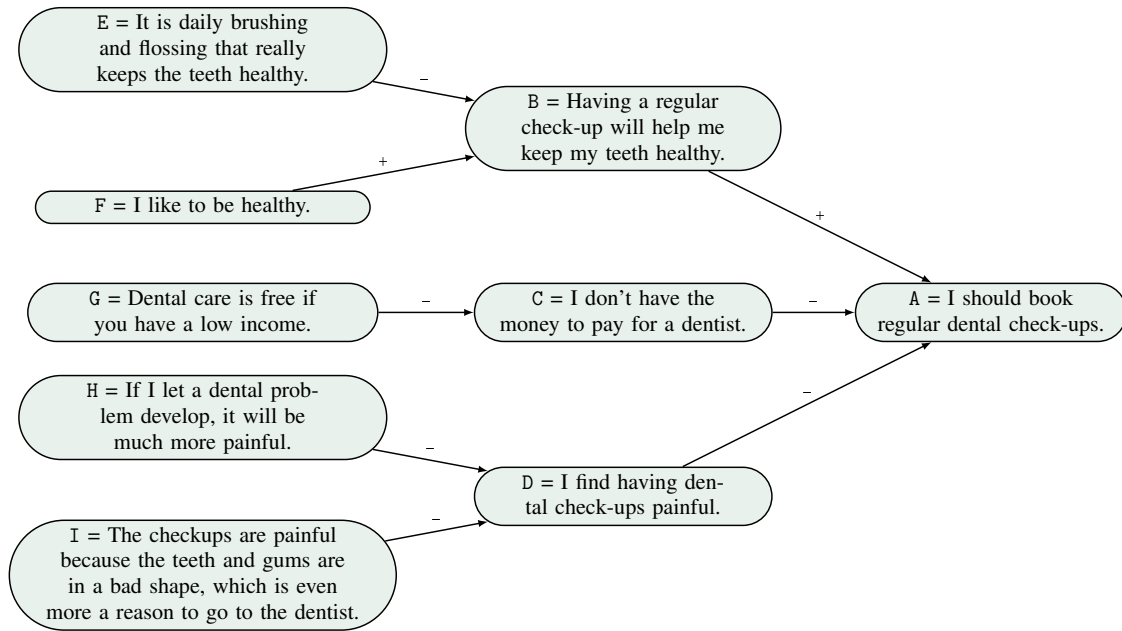 E = It is daily brushing
and flossing that really
keeps the teeth healthy.
–
B = Having a regular
check-up will help me
keep my teeth healthy.
+
F = I like to be healthy.
+
G = Dental care is free if
you have a low income.
–
C = I don't have the
money to pay for a dentist.
–
A = I should book
regular dental check-ups.
H = If I let a dental prob-
lem develop, it will be
much more painful.
–
–
D = I find having den-
tal check-ups painful.
–
I = The checkups are painful
because the teeth and gums are
in a bad shape, which is even
more a reason to go to the dentist.